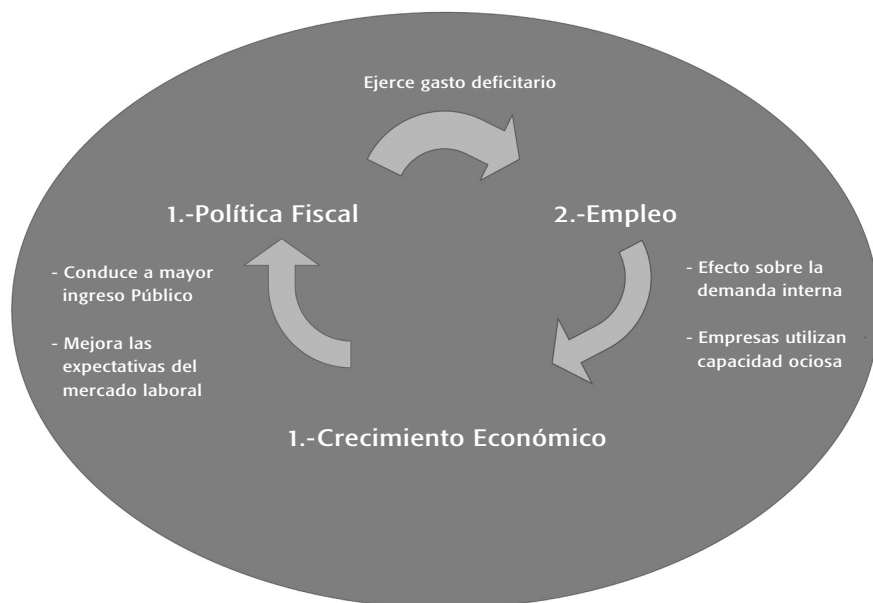 Ejerce gasto deficitario
1.-Política Fiscal
2.-Empleo
- Conduce a mayor
ingreso Público
- Mejora las
expectativas del
mercado laboral
- Efecto sobre la
demanda interna
- Empresas utilizan
capacidad ociosa
1.-Crecimiento Económico